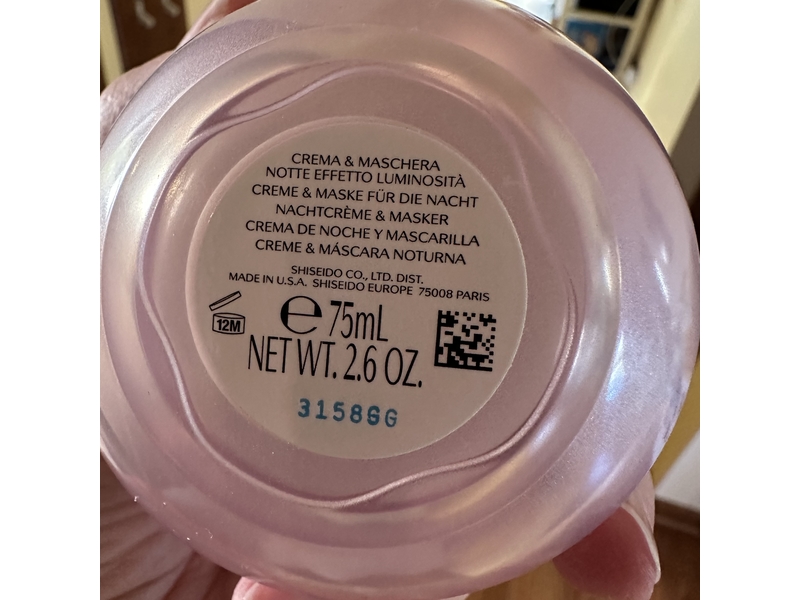 CREMA & MASCHERA
NOTTE EFFETTO LUMINOSITÀ
CREME & MASKE FÜR DIE NACHT
NACHTCRÈME & MASKER
CREMA DE NOCHE Y MASCARILLA
CREME & MÁSCARA NOTURNA
SHISEIDO CO., LTD. DIST.
MADE IN U.S.A. SHISEIDO EUROPE 75008 PARIS
12M
e 75mL
NET WT. 2.6 OZ.
31586G